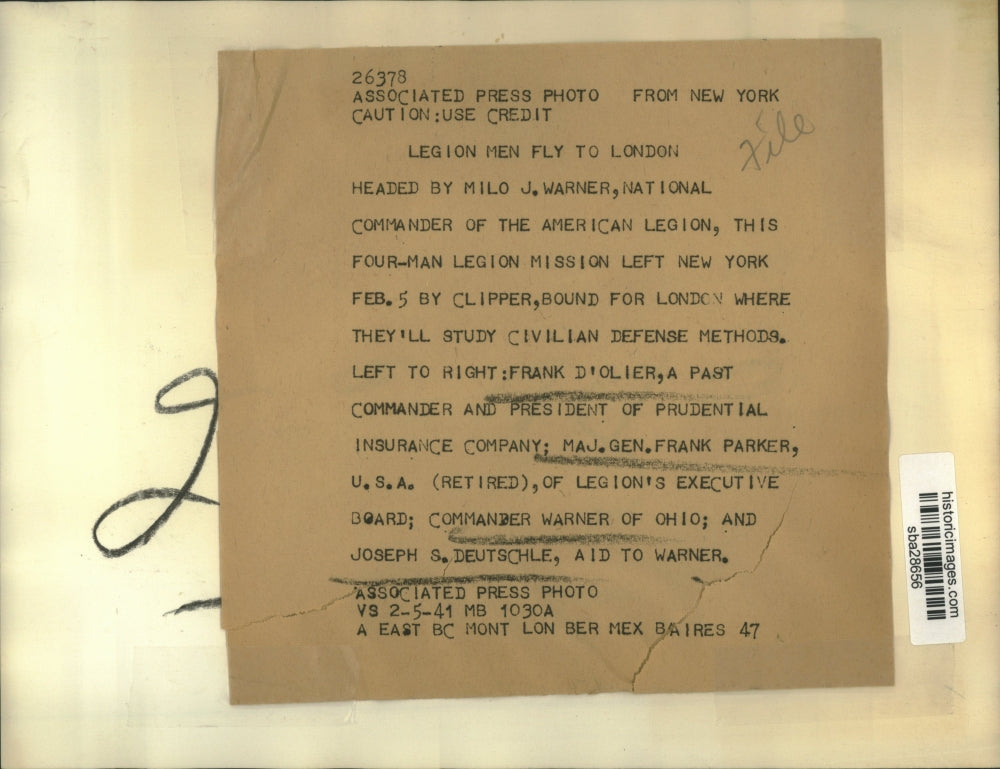 26378
ASSOCIATED PRESS PHOTO FROM NEW YORK
CAUTION:USE CREDIT
File
LEGION MEN FLY TO LONDON
HEADED BY MILO J.WARNER,NATIONAL
COMMANDER OF THE AMERICAN LEGION, THIS
FOUR-MAN LEGION MISSION LEFT NEW YORK
FEB.5 BY CLIPPER,BOUND FOR LONDON WHERE
THEY'LL STUDY CIVILIAN DEFENSE METHODS.
LEFT TO RIGHT:FRANK D'OLIER,A PAST
COMMANDER AND PRESIDENT OF PRUDENTIAL
INSURANCE COMPANY; MAJ.GEN.FRANK PARKER,
U.S.A. (RETIRED),OF LEGION'S EXECUTIVE
BOARD; COMMANDER WARNER OF OHIO; AND
JOSEPH S.DEUTSCHLE, AID TO WARNER.
ASSOCIATED PRESS PHOTO
VS 2-5-41 MB 1030A
A EAST BC MONT LON BER MEX BAIRES 47
2
historicimages.com
sba28656